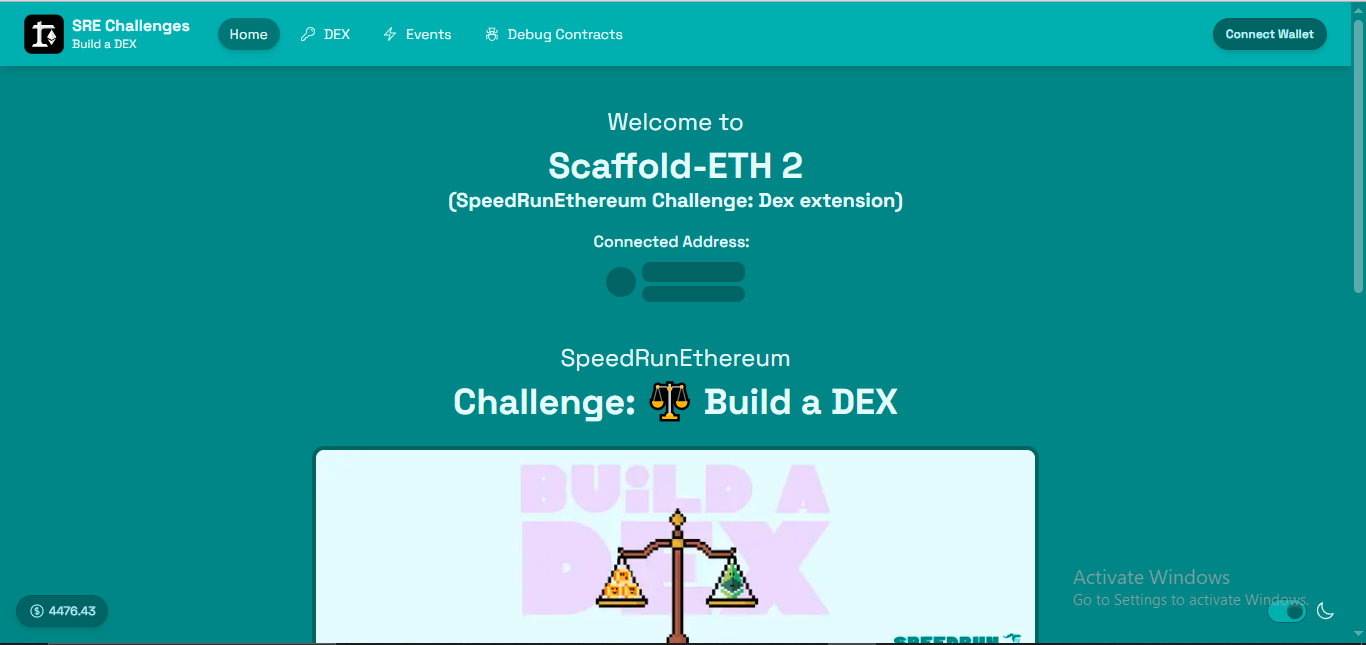 SRE Challenges
Build a DEX
Home
DEX
Events
Debug Contracts
Connect Wallet
Welcome to
Scaffold-ETH 2
(SpeedRunEthereum Challenge: Dex extension)
Connected Address:
SpeedRunEthereum
Challenge: Build a DEX
BUiLD A
DEX
SPEEDRUN
Activate Windows
Go to Settings to activate Windows.
4476.43